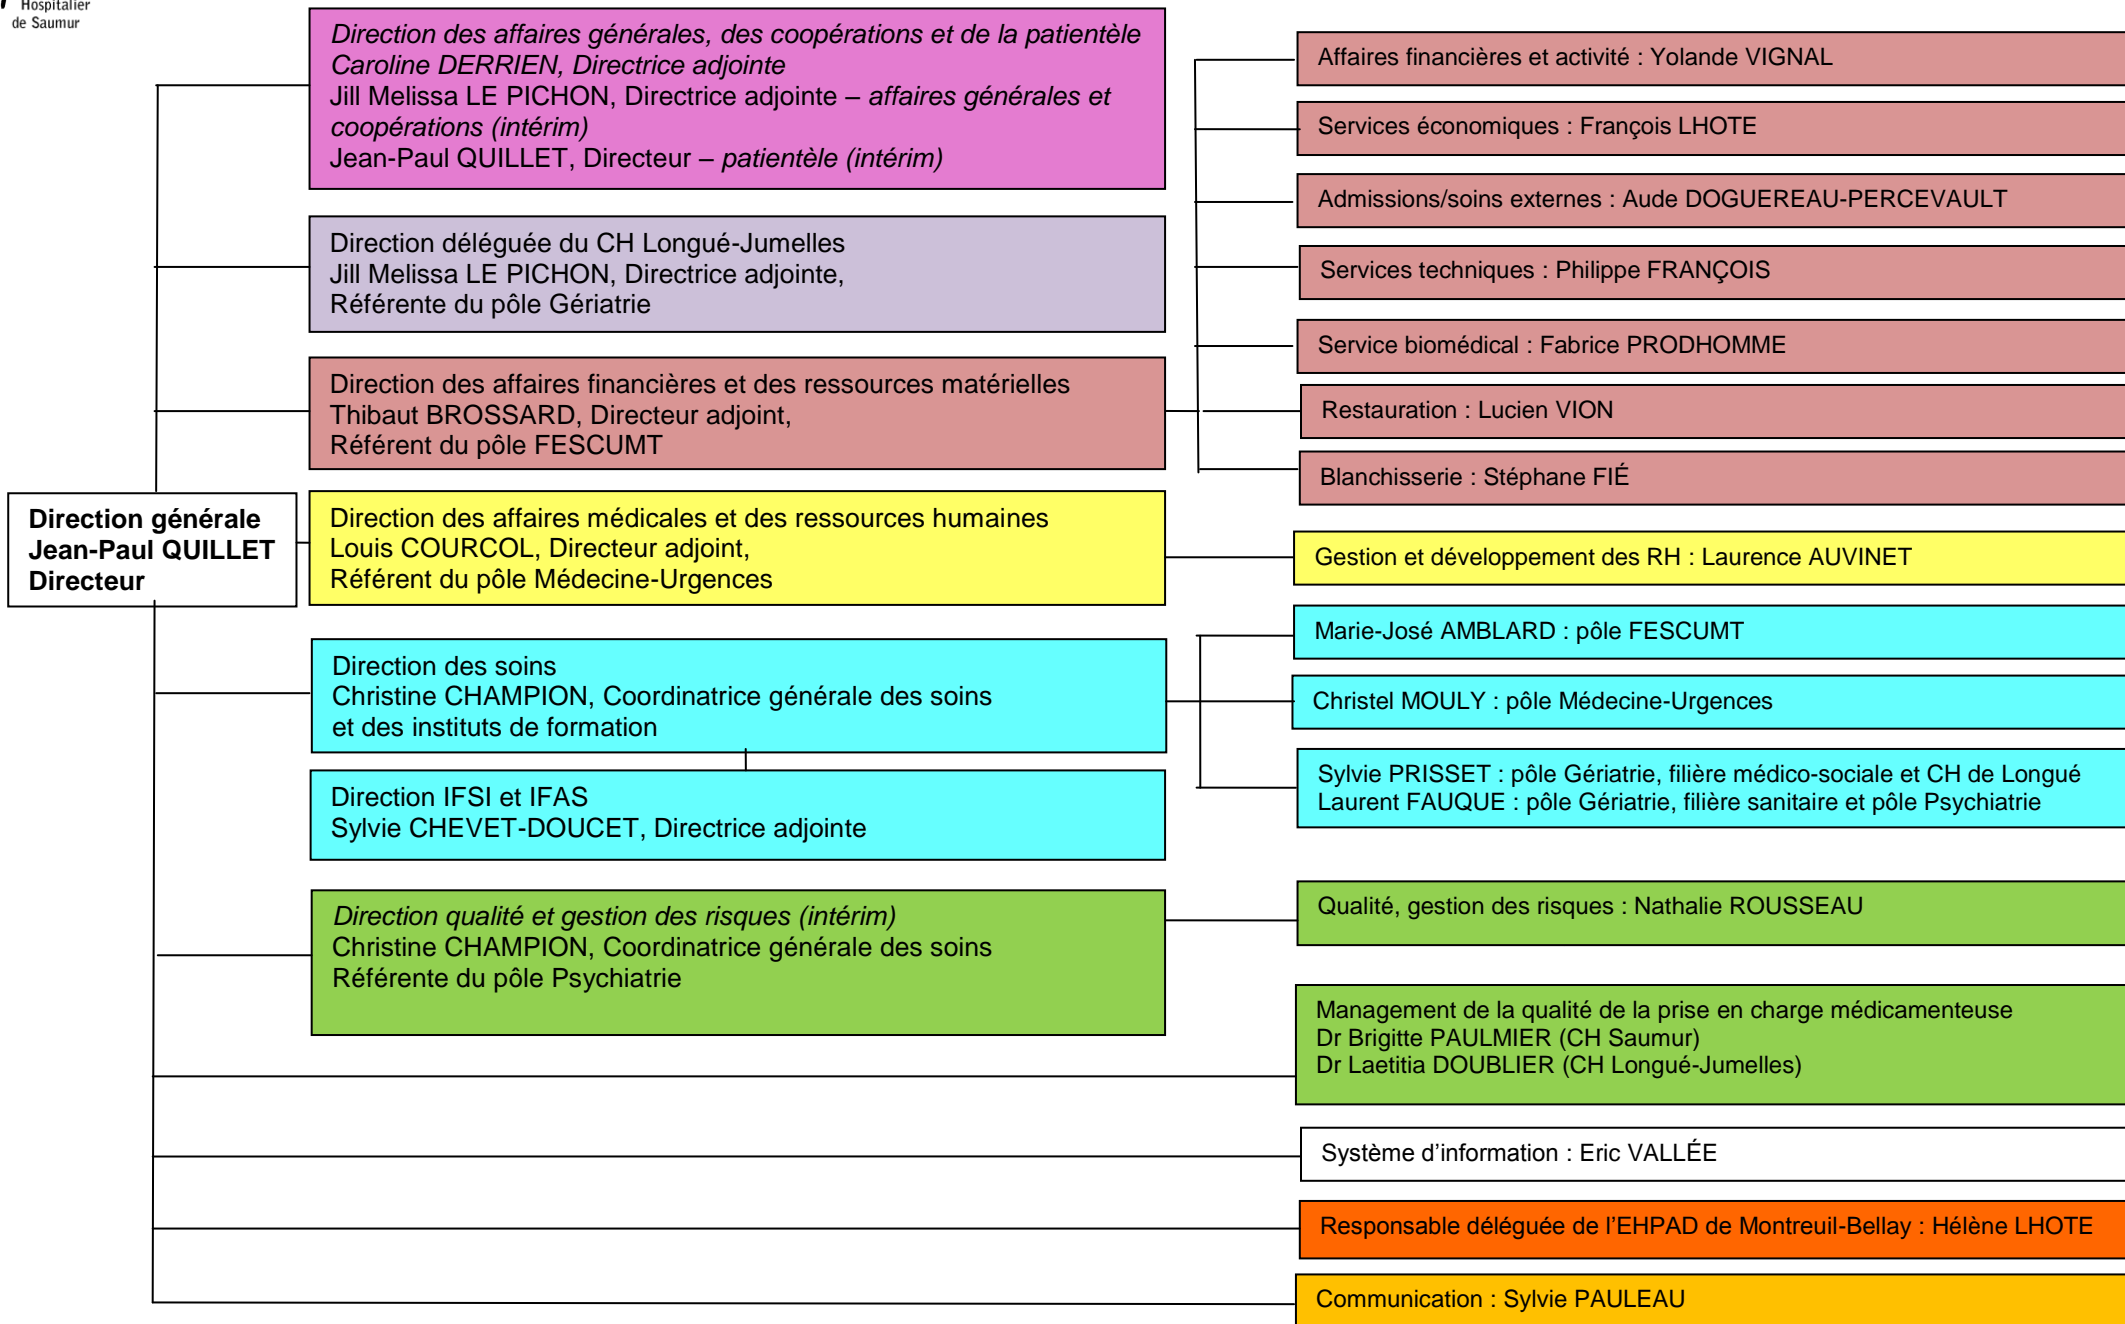 Hospitalier
de Saumur
Direction des affaires générales, des coopérations et de la patientèle
Caroline DERRIEN, Directrice adjointe
Jill Melissa LE PICHON, Directrice adjointe – affaires générales et
coopérations (intérim)
Jean-Paul QUILLET, Directeur – patientèle (intérim)
Direction déléguée du CH Longué-Jumelles
Jill Melissa LE PICHON, Directrice adjointe,
Référente du pôle Gériatrie
Direction des affaires financières et des ressources matérielles
Thibaut BROSSARD, Directeur adjoint,
Référent du pôle FESCUMT
Direction générale
Jean-Paul QUILLET
Directeur
Direction des affaires médicales et des ressources humaines
Louis COURCOL, Directeur adjoint,
Référent du pôle Médecine-Urgences
Direction des soins
Christine CHAMPION, Coordinatrice générale des soins
et des instituts de formation
Direction IFSI et IFAS
Sylvie CHEVET-DOUCET, Directrice adjointe
Direction qualité et gestion des risques (intérim)
Christine CHAMPION, Coordinatrice générale des soins
Référente du pôle Psychiatrie
Affaires financières et activité : Yolande VIGNAL
Services économiques : François LHOTE
Admissions/soins externes : Aude DOGUEREAU-PERCEVAULT
Services techniques : Philippe FRANÇOIS
Service biomédical : Fabrice PRODHOMME
Restauration : Lucien VION
Blanchisserie : Stéphane FIÉ
Gestion et développement des RH : Laurence AUVINET
Marie-José AMBLARD : pôle FESCUMT
Christel MOULY : pôle Médecine-Urgences
Sylvie PRISSET : pôle Gériatrie, filière médico-sociale et CH de Longué
Laurent FAUQUE : pôle Gériatrie, filière sanitaire et pôle Psychiatrie
Qualité, gestion des risques : Nathalie ROUSSEAU
Management de la qualité de la prise en charge médicamenteuse
Dr Brigitte PAULMIER (CH Saumur)
Dr Laetitia DOUBLIER (CH Longué-Jumelles)
Système d’information : Eric VALLÉE
Responsable déléguée de l’EHPAD de Montreuil-Bellay : Hélène LHOTE
Communication : Sylvie PAULEAU